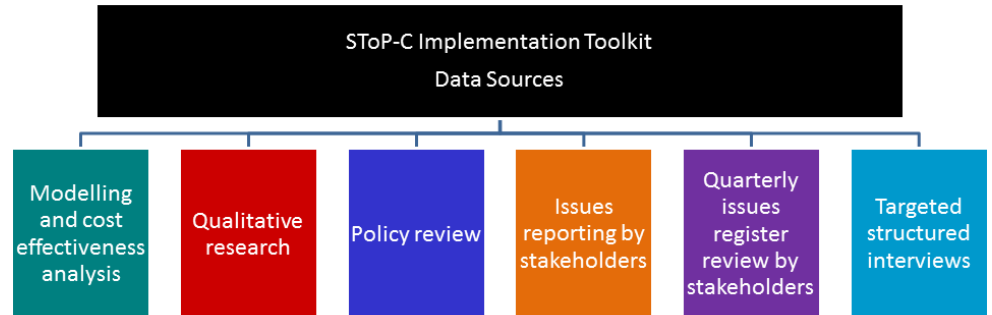 SToP-C Implementation Toolkit
Data Sources
Modelling
and cost
effectiveness
analysis
Qualitative
research
Policy review
Issues
reporting by
stakeholders
Quarterly
issues
register
review by
stakeholders
Targeted
structured
interviews